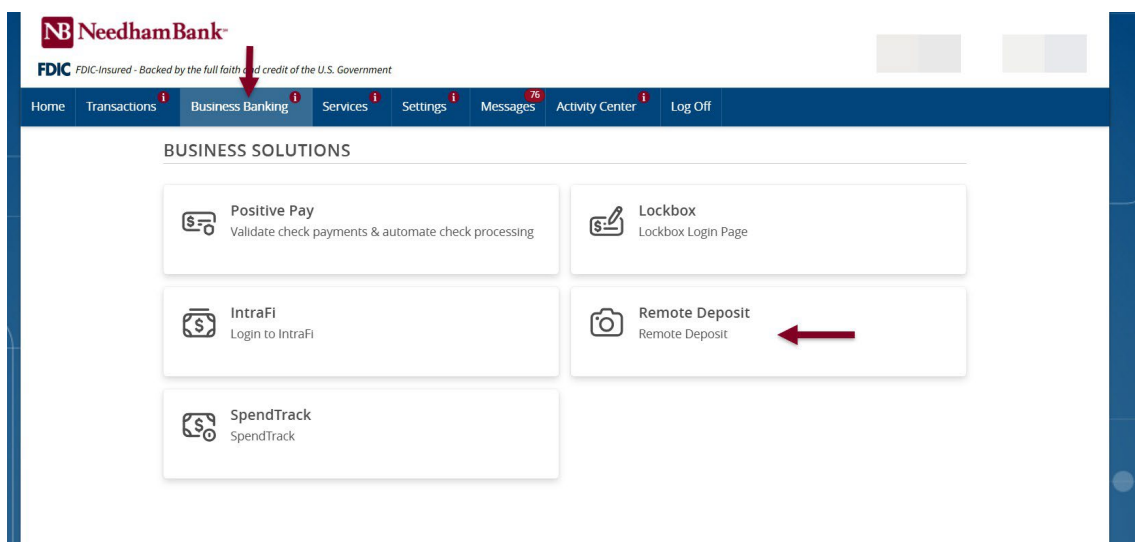 NB NeedhamBank
FDIC FDIC-Insured - Backed by the full faith and credit of the U.S. Government
Home Transactions i Business Banking i Services i Settings i Messages 76 Activity Center i Log Off
BUSINESS SOLUTIONS
Positive Pay
Validate check payments & automate check processing
Lockbox
Lockbox Login Page
IntraFi
Login to IntraFi
Remote Deposit
Remote Deposit
SpendTrack
SpendTrack